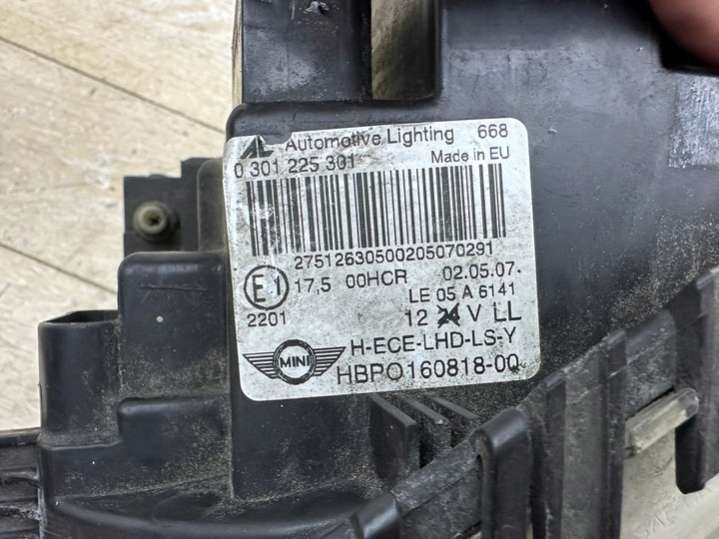 AL Automotive Lighting 668
0 301 225 301 Made in EU
27512630500205070291
E1 17,5 00HCR 02.05.07.
2201 LE 05 A 6141
12 24 V LL
MINI H-ECE-LHD-LS-Y
HBPO160818-00